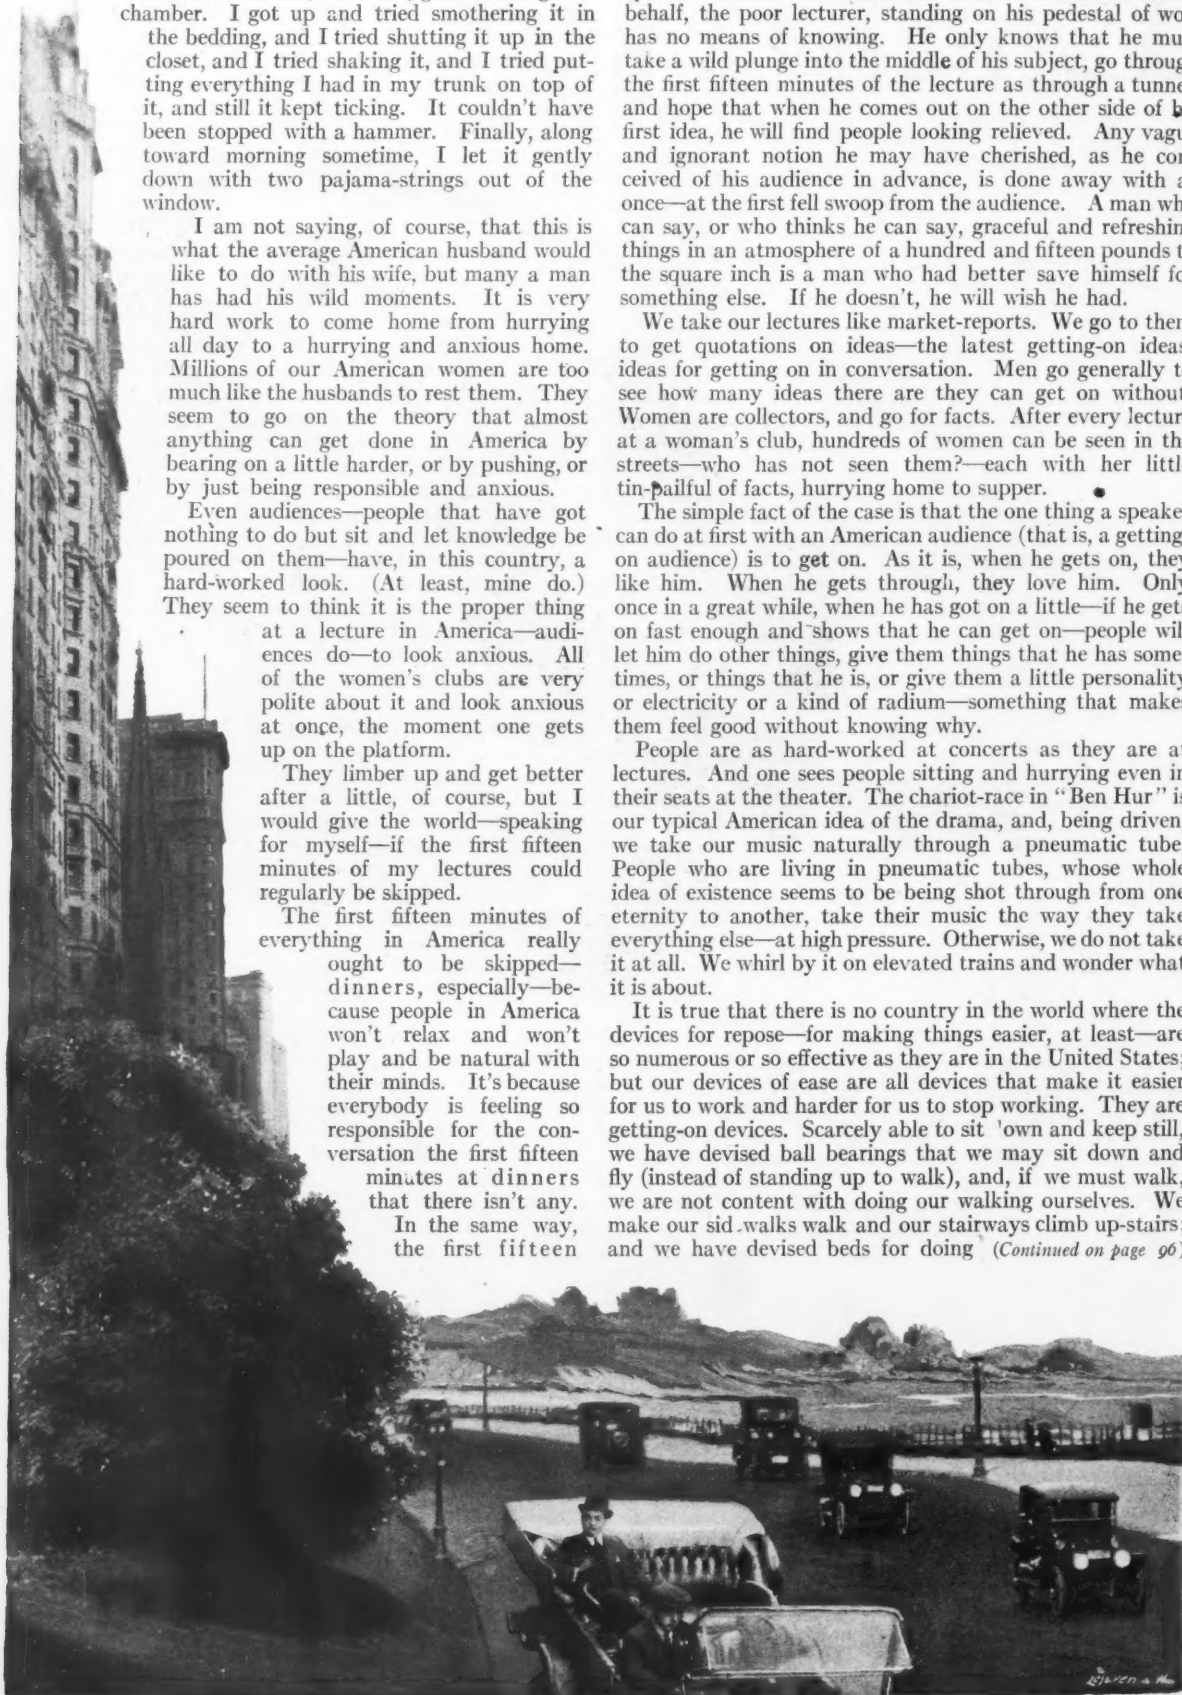 chamber. I got up and tried smothering it in
the bedding, and I tried shutting it up in the
closet, and I tried shaking it, and I tried put-
ting everything I had in my trunk on top of
it, and still it kept ticking. It couldn't have
been stopped with a hammer. Finally, along
toward morning sometime, I let it gently
down with two pajama-strings out of the
window.
I am not saying, of course, that this is
what the average American husband would
like to do with his wife, but many a man
has had his wild moments. It is very
hard work to come home from hurrying
all day to a hurrying and anxious home.
Millions of our American women are too
much like the husbands to rest them. They
seem to go on the theory that almost
anything can get done in America by
bearing on a little harder, or by pushing, or
by just being responsible and anxious.
Even audiences—people that have got
nothing to do but sit and let knowledge be
poured on them—have, in this country, a
hard-worked look. (At least, mine do.)
They seem to think it is the proper thing
at a lecture in America—audi-
ences do—to look anxious. All
of the women's clubs are very
polite about it and look anxious
at once, the moment one gets
up on the platform.
They limber up and get better
after a little, of course, but I
would give the world—speaking
for myself—if the first fifteen
minutes of my lectures could
regularly be skipped.
The first fifteen minutes of
everything in America really
ought to be skipped—
dinners, especially—be-
cause people in America
won't relax and won't
play and be natural with
their minds. It's because
everybody is feeling so
responsible for the con-
versation the first fifteen
minutes at dinners
that there isn't any.
In the same way,
the first fifteen
behalf, the poor lecturer, standing on his pedestal of wo
has no means of knowing. He only knows that he mu
take a wild plunge into the middle of his subject, go throug
the first fifteen minutes of the lecture as through a tunne
and hope that when he comes out on the other side of
first idea, he will find people looking relieved. Any vagu
and ignorant notion he may have cherished, as he con
ceived of his audience in advance, is done away with a
once—at the first fell swoop from the audience. A man wh
can say, or who thinks he can say, graceful and refreshin
things in an atmosphere of a hundred and fifteen pounds t
the square inch is a man who had better save himself fo
something else. If he doesn't, he will wish he had.
We take our lectures like market-reports. We go to them
to get quotations on ideas—the latest getting-on ideas
ideas for getting on in conversation. Men go generally t
see how many ideas there are they can get on without
Women are collectors, and go for facts. After every lectur
at a woman's club, hundreds of women can be seen in th
streets—who has not seen them?—each with her littl
tin-pailful of facts, hurrying home to supper.
The simple fact of the case is that the one thing a speake
can do at first with an American audience (that is, a getting
on audience) is to get on. As it is, when he gets on, they
like him. When he gets through, they love him. Only
once in a great while, when he has got on a little—if he get
on fast enough and shows that he can get on—people wil
let him do other things, give them things that he has some
times, or things that he is, or give them a little personality
or electricity or a kind of radium—something that make
them feel good without knowing why.
People are as hard-worked at concerts as they are at
lectures. And one sees people sitting and hurrying even in
their seats at the theater. The chariot-race in "Ben Hur" is
our typical American idea of the drama, and, being driven,
we take our music naturally through a pneumatic tube
People who are living in pneumatic tubes, whose whole
idea of existence seems to be being shot through from one
eternity to another, take their music the way they take
everything else—at high pressure. Otherwise, we do not take
it at all. We whirl by it on elevated trains and wonder what
it is about.
It is true that there is no country in the world where the
devices for repose—for making things easier, at least—are
so numerous or so effective as they are in the United States;
but our devices of ease are all devices that make it easier
for us to work and harder for us to stop working. They are
getting-on devices. Scarcely able to sit 'own and keep still,
we have devised ball bearings that we may sit down and
fly (instead of standing up to walk), and, if we must walk,
we are not content with doing our walking ourselves. We
make our sid walks walk and our stairways climb up-stairs;
and we have devised beds for doing (Continued on page 96)